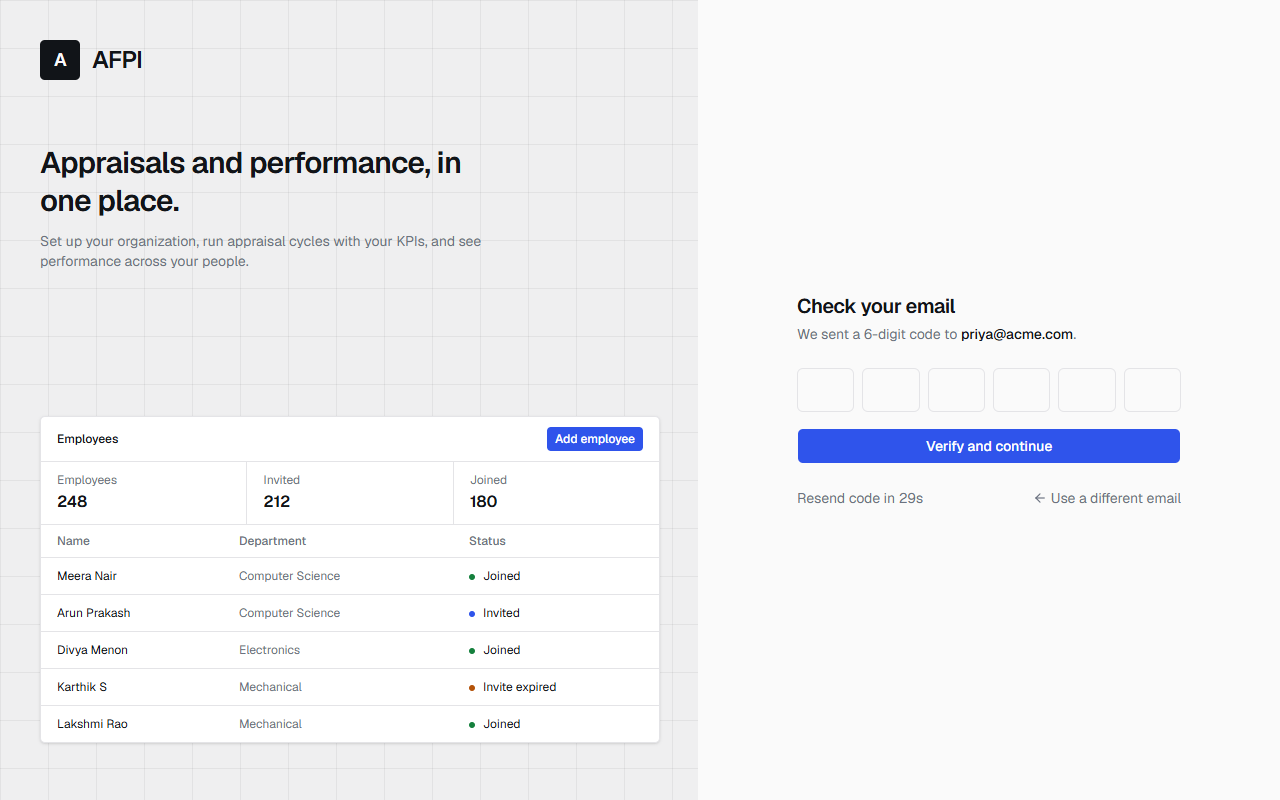 A AFPI
Appraisals and performance, in
one place.
Set up your organization, run appraisal cycles with your KPIs, and see
performance across your people.
Employees Add employee
Employees Invited Joined
248 212 180
Name Department Status
Meera Nair Computer Science Joined
Arun Prakash Computer Science Invited
Divya Menon Electronics Joined
Karthik S Mechanical Invite expired
Lakshmi Rao Mechanical Joined
Check your email
We sent a 6-digit code to priya@acme.com.
Verify and continue
Resend code in 29s ← Use a different email